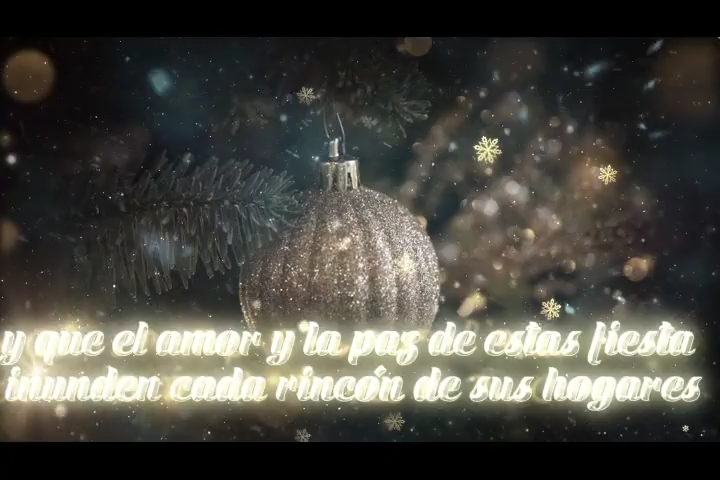 y que el amor y la paz de estas fiesta
inunden cada rincón de sus hogares